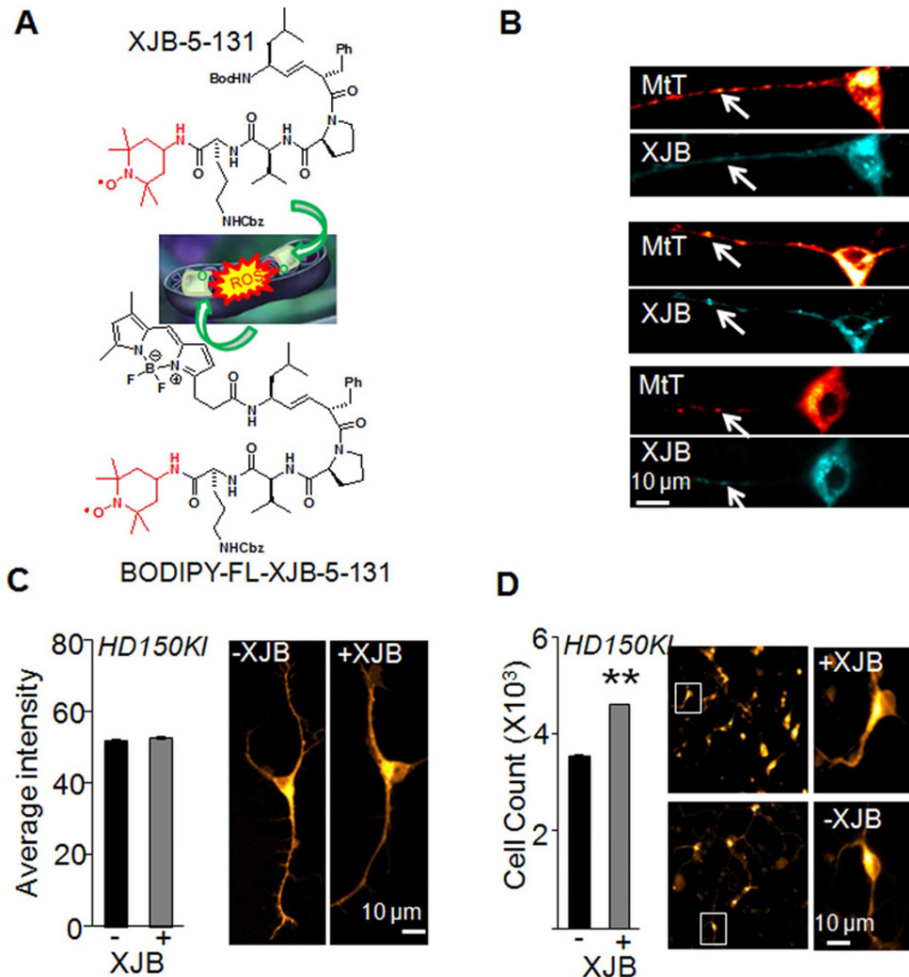 A
XJB-5-131
Ph
BocHN
O
N
H
N
O
H
N
O
H
N
O
N
•O
NHCbz
ROS
N
B
⊖
N
⊕
F
F
O
N
H
Ph
O
N
H
N
O
H
N
O
H
N
O
N
•O
NHCbz
BODIPY-FL-XJB-5-131
B
MtT
XJB
MtT
XJB
MtT
XJB
10 µm
C
HD150KI
Average intensity
80
60
40
20
0
- +
XJB
-XJB
+XJB
10 µm
D
HD150KI
**
Cell Count (X10³)
6
4
2
- +
XJB
+XJB
-XJB
10 µm